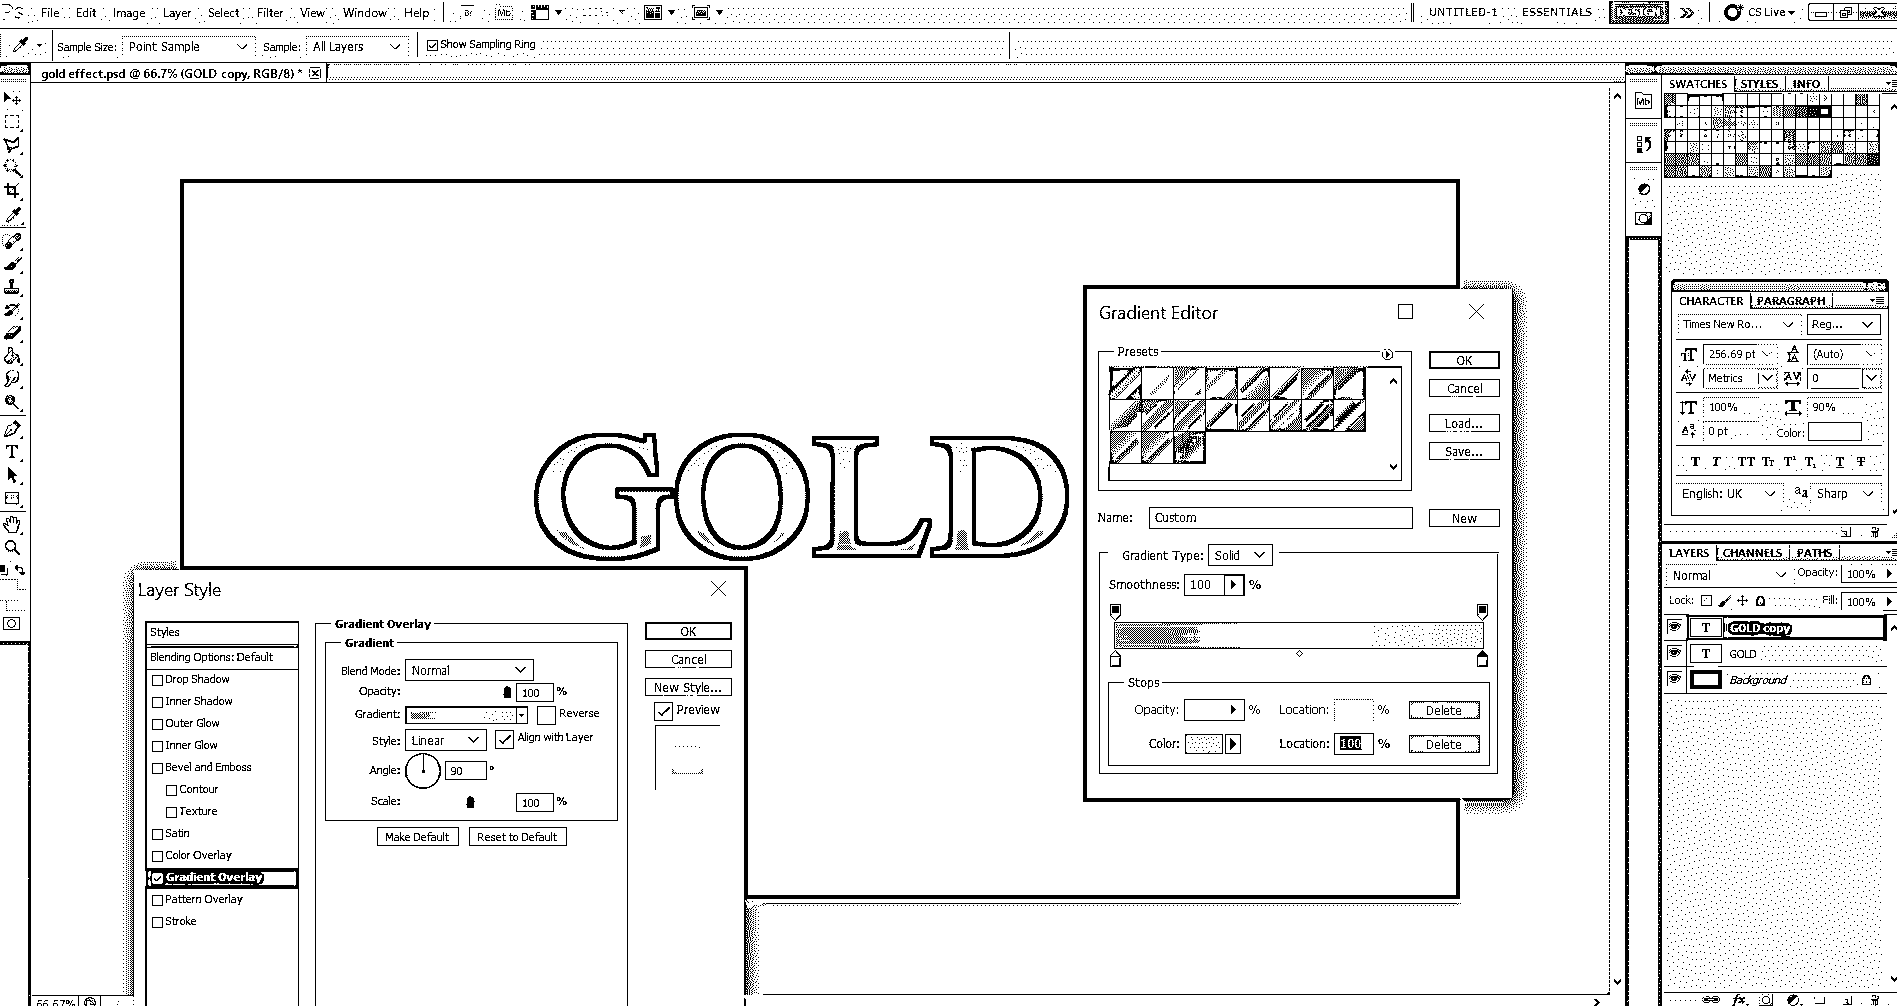 PS File Edit Image Layer Select Filter View Window Help Br Mb UNTITLED-1 ESSENTIALS DESIGN CS Live
Sample Size: Point Sample Sample: All Layers Show Sampling Ring
gold effect.psd @ 66.7% (GOLD copy, RGB/8) *
Mb
SWATCHES STYLES INFO
CHARACTER PARAGRAPH
Times New Ro... Reg...
256.69 pt (Auto)
Metrics 0
100% 90%
0 pt Color:
English: UK aa Sharp
LAYERS CHANNELS PATHS
Normal Opacity: 100%
Lock: Fill: 100%
T GOLD copy
T GOLD
Background
GOLD
Gradient Editor
Presets
OK
Cancel
Load...
Save...
Name: Custom New
Gradient Type: Solid
Smoothness: 100 %
Stops
Opacity: % Location: % Delete
Color: Location: 100 % Delete
Layer Style
Styles
Blending Options: Default
Drop Shadow
Inner Shadow
Outer Glow
Inner Glow
Bevel and Emboss
Contour
Texture
Satin
Color Overlay
Gradient Overlay
Pattern Overlay
Stroke
Gradient Overlay
Gradient
Blend Mode: Normal
Opacity: 100 %
Gradient: Reverse
Style: Linear Align with Layer
Angle: 90 °
Scale: 100 %
Make Default Reset to Default
OK
Cancel
New Style...
Preview
66.67%
fx